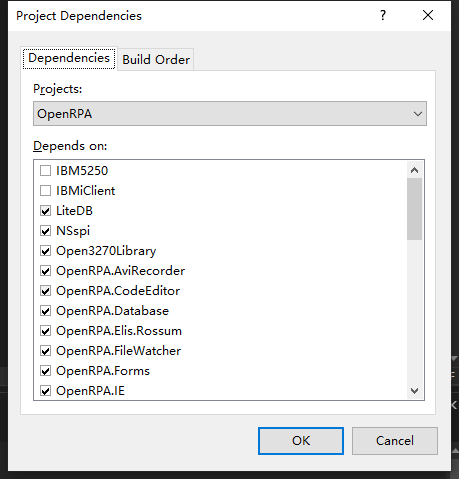 Project Dependencies
Dependencies
Build Order
Projects:
OpenRPA
Depends on:
IBM5250
IBMiClient
LiteDB
NSspi
Open3270Library
OpenRPA.AviRecorder
OpenRPA.CodeEditor
OpenRPA.Database
OpenRPA.Elis.Rossum
OpenRPA.FileWatcher
OpenRPA.Forms
OpenRPA.IE
OK
Cancel